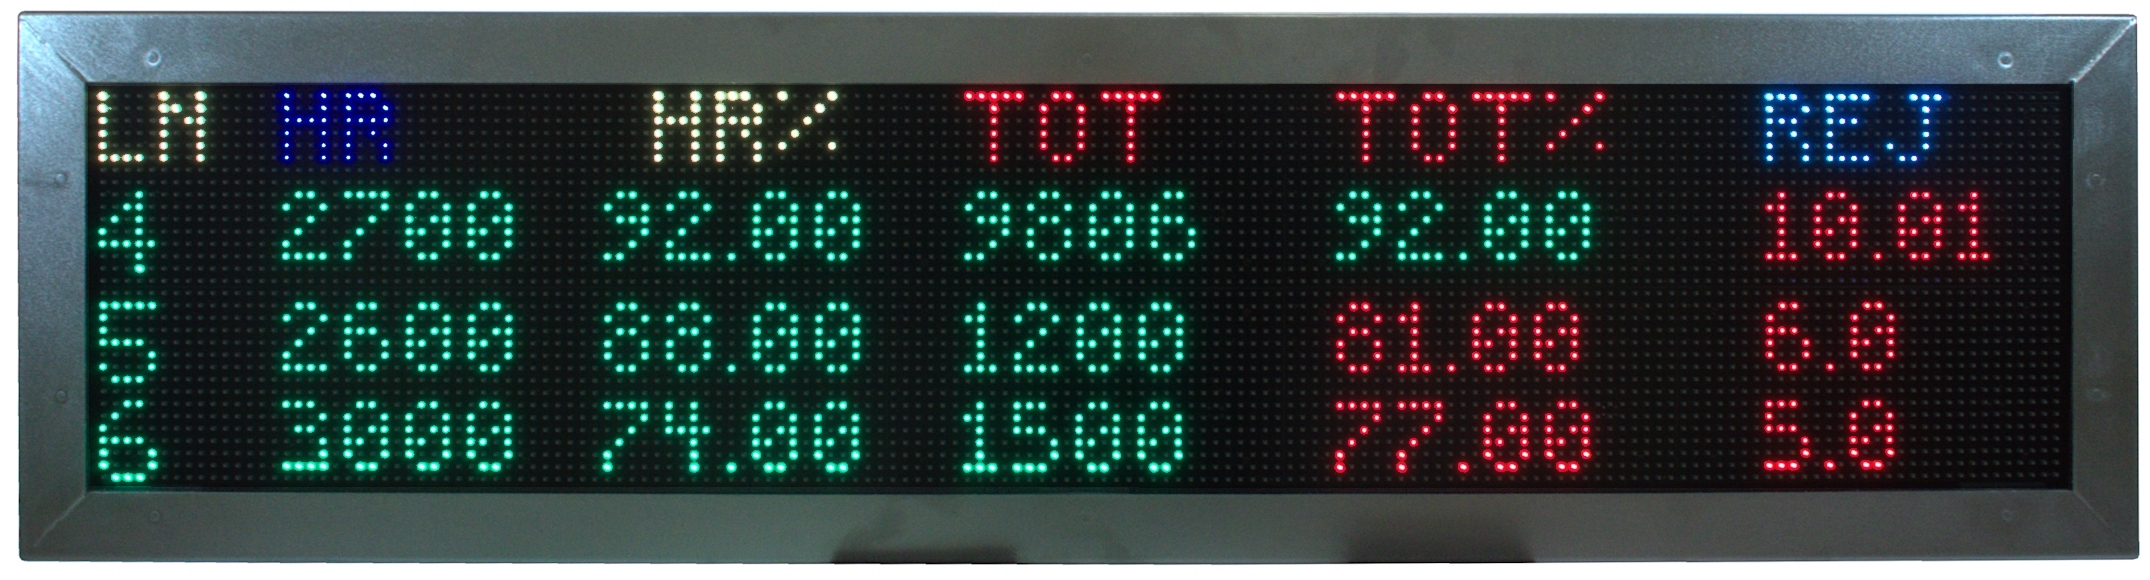 LM HR HR% TOT TOT% REJ
4 2700 92.00 9806 92.00 10.01
5 2600 88.00 1200 81.00 6.0
6 3000 74.00 1500 77.00 5.0